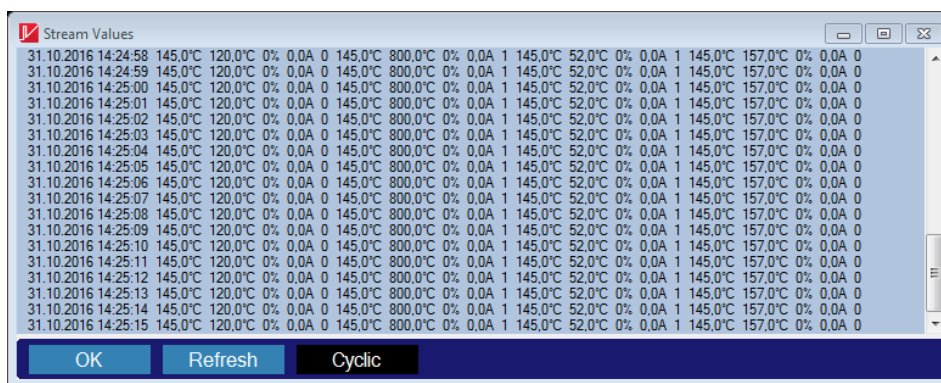 Stream Values
31.10.2016 14:24:58 145,0°C 120,0°C 0% 0,0A 0 145,0°C 800,0°C 0% 0,0A 1 145,0°C 52,0°C 0% 0,0A 1 145,0°C 157,0°C 0% 0,0A 0
31.10.2016 14:24:59 145,0°C 120,0°C 0% 0,0A 0 145,0°C 800,0°C 0% 0,0A 1 145,0°C 52,0°C 0% 0,0A 1 145,0°C 157,0°C 0% 0,0A 0
31.10.2016 14:25:00 145,0°C 120,0°C 0% 0,0A 0 145,0°C 800,0°C 0% 0,0A 1 145,0°C 52,0°C 0% 0,0A 1 145,0°C 157,0°C 0% 0,0A 0
31.10.2016 14:25:01 145,0°C 120,0°C 0% 0,0A 0 145,0°C 800,0°C 0% 0,0A 1 145,0°C 52,0°C 0% 0,0A 1 145,0°C 157,0°C 0% 0,0A 0
31.10.2016 14:25:02 145,0°C 120,0°C 0% 0,0A 0 145,0°C 800,0°C 0% 0,0A 1 145,0°C 52,0°C 0% 0,0A 1 145,0°C 157,0°C 0% 0,0A 0
31.10.2016 14:25:03 145,0°C 120,0°C 0% 0,0A 0 145,0°C 800,0°C 0% 0,0A 1 145,0°C 52,0°C 0% 0,0A 1 145,0°C 157,0°C 0% 0,0A 0
31.10.2016 14:25:04 145,0°C 120,0°C 0% 0,0A 0 145,0°C 800,0°C 0% 0,0A 1 145,0°C 52,0°C 0% 0,0A 1 145,0°C 157,0°C 0% 0,0A 0
31.10.2016 14:25:05 145,0°C 120,0°C 0% 0,0A 0 145,0°C 800,0°C 0% 0,0A 1 145,0°C 52,0°C 0% 0,0A 1 145,0°C 157,0°C 0% 0,0A 0
31.10.2016 14:25:06 145,0°C 120,0°C 0% 0,0A 0 145,0°C 800,0°C 0% 0,0A 1 145,0°C 52,0°C 0% 0,0A 1 145,0°C 157,0°C 0% 0,0A 0
31.10.2016 14:25:07 145,0°C 120,0°C 0% 0,0A 0 145,0°C 800,0°C 0% 0,0A 1 145,0°C 52,0°C 0% 0,0A 1 145,0°C 157,0°C 0% 0,0A 0
31.10.2016 14:25:08 145,0°C 120,0°C 0% 0,0A 0 145,0°C 800,0°C 0% 0,0A 1 145,0°C 52,0°C 0% 0,0A 1 145,0°C 157,0°C 0% 0,0A 0
31.10.2016 14:25:09 145,0°C 120,0°C 0% 0,0A 0 145,0°C 800,0°C 0% 0,0A 1 145,0°C 52,0°C 0% 0,0A 1 145,0°C 157,0°C 0% 0,0A 0
31.10.2016 14:25:10 145,0°C 120,0°C 0% 0,0A 0 145,0°C 800,0°C 0% 0,0A 1 145,0°C 52,0°C 0% 0,0A 1 145,0°C 157,0°C 0% 0,0A 0
31.10.2016 14:25:11 145,0°C 120,0°C 0% 0,0A 0 145,0°C 800,0°C 0% 0,0A 1 145,0°C 52,0°C 0% 0,0A 1 145,0°C 157,0°C 0% 0,0A 0
31.10.2016 14:25:12 145,0°C 120,0°C 0% 0,0A 0 145,0°C 800,0°C 0% 0,0A 1 145,0°C 52,0°C 0% 0,0A 1 145,0°C 157,0°C 0% 0,0A 0
31.10.2016 14:25:13 145,0°C 120,0°C 0% 0,0A 0 145,0°C 800,0°C 0% 0,0A 1 145,0°C 52,0°C 0% 0,0A 1 145,0°C 157,0°C 0% 0,0A 0
31.10.2016 14:25:14 145,0°C 120,0°C 0% 0,0A 0 145,0°C 800,0°C 0% 0,0A 1 145,0°C 52,0°C 0% 0,0A 1 145,0°C 157,0°C 0% 0,0A 0
31.10.2016 14:25:15 145,0°C 120,0°C 0% 0,0A 0 145,0°C 800,0°C 0% 0,0A 1 145,0°C 52,0°C 0% 0,0A 1 145,0°C 157,0°C 0% 0,0A 0
OK Refresh Cyclic